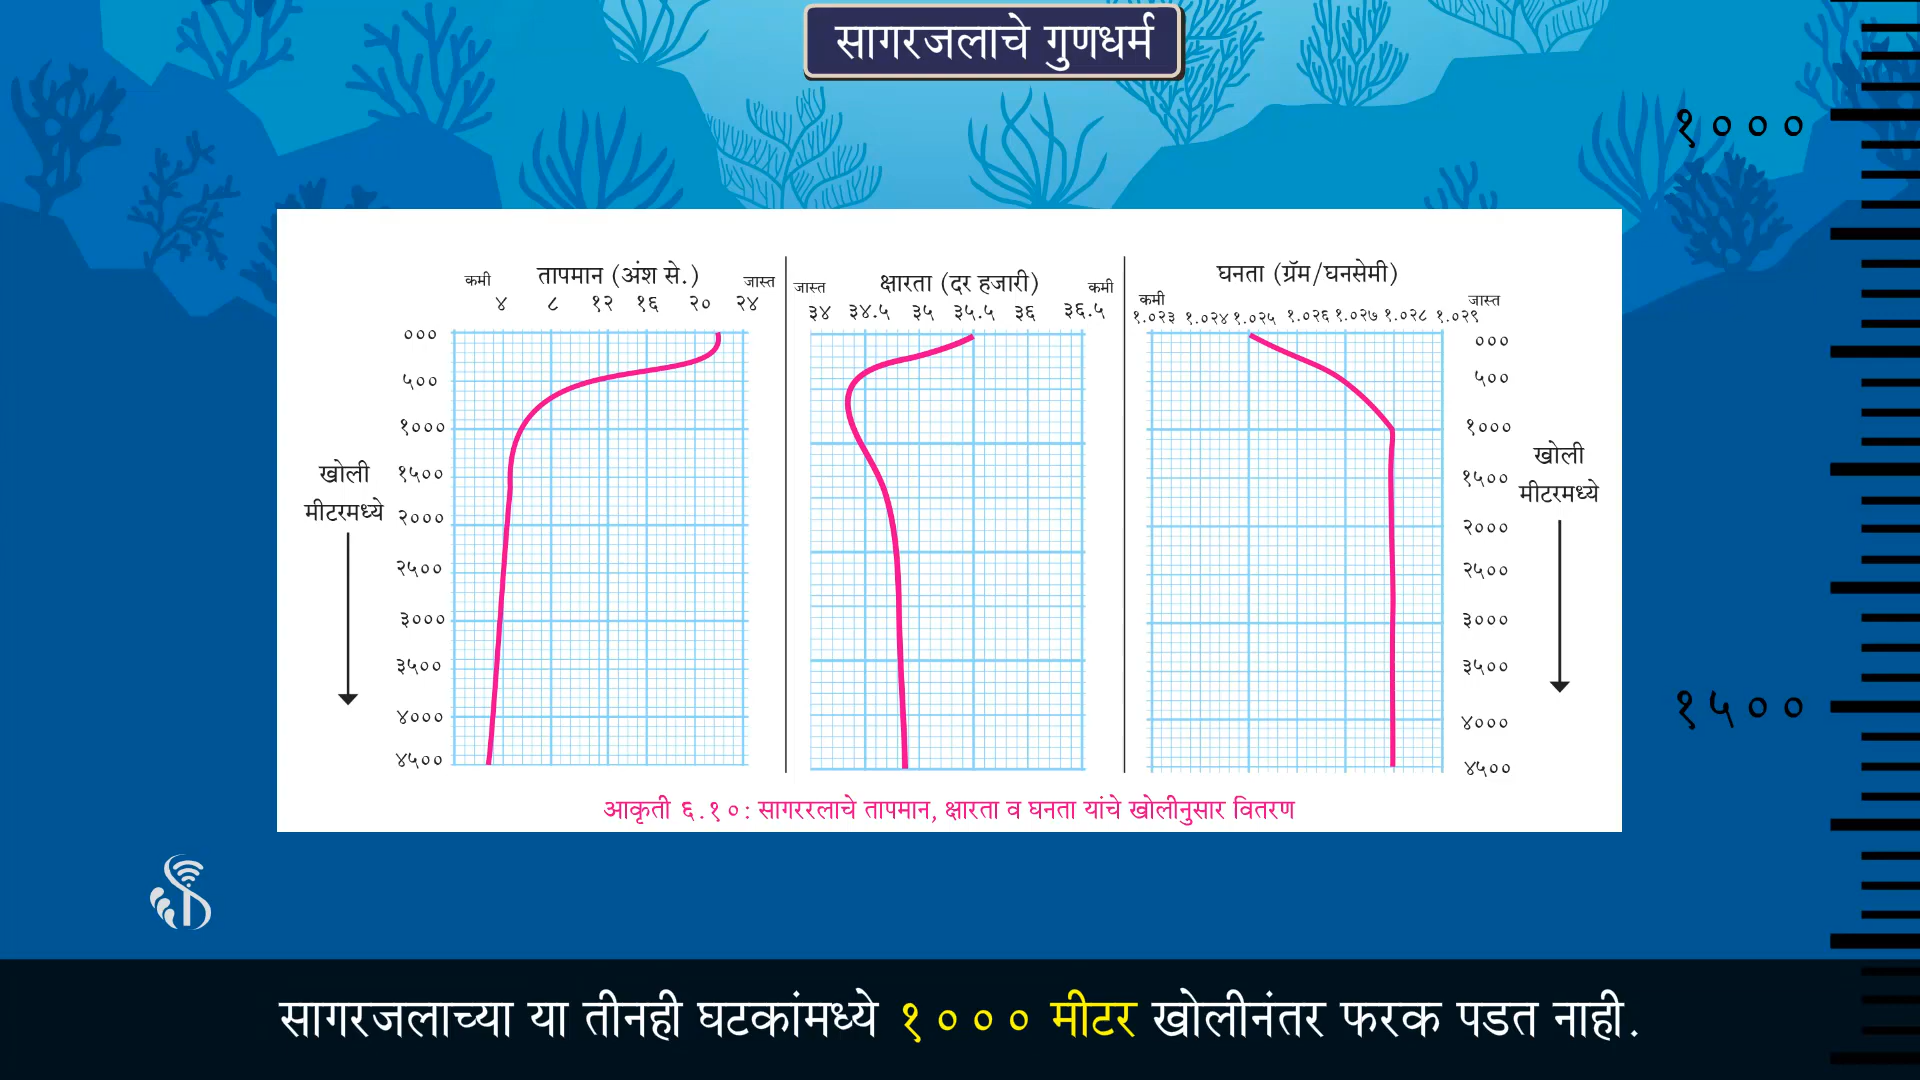 सागरजलाचे गुणधर्म
१०००
१५००
तापमान (अंश से.)
कमी जास्त
४ ८ १२ १६ २० २४
०००
५००
१०००
१५००
२०००
२५००
३०००
३५००
४०००
४५००
खोली
मीटरमध्ये
क्षारता (दर हजारी)
जास्त कमी
३४ ३४.५ ३५ ३५.५ ३६ ३६.५
घनता (ग्रॅम/घनसेमी)
कमी जास्त
१.०२३ १.०२४ १.०२५ १.०२६ १.०२७ १.०२८ १.०२९
०००
५००
१०००
१५००
२०००
२५००
३०००
३५००
४०००
४५००
खोली
मीटरमध्ये
आकृती ६.१०: सागररलाचे तापमान, क्षारता व घनता यांचे खोलीनुसार वितरण
सागरजलाच्या या तीनही घटकांमध्ये १००० मीटर खोलीनंतर फरक पडत नाही.